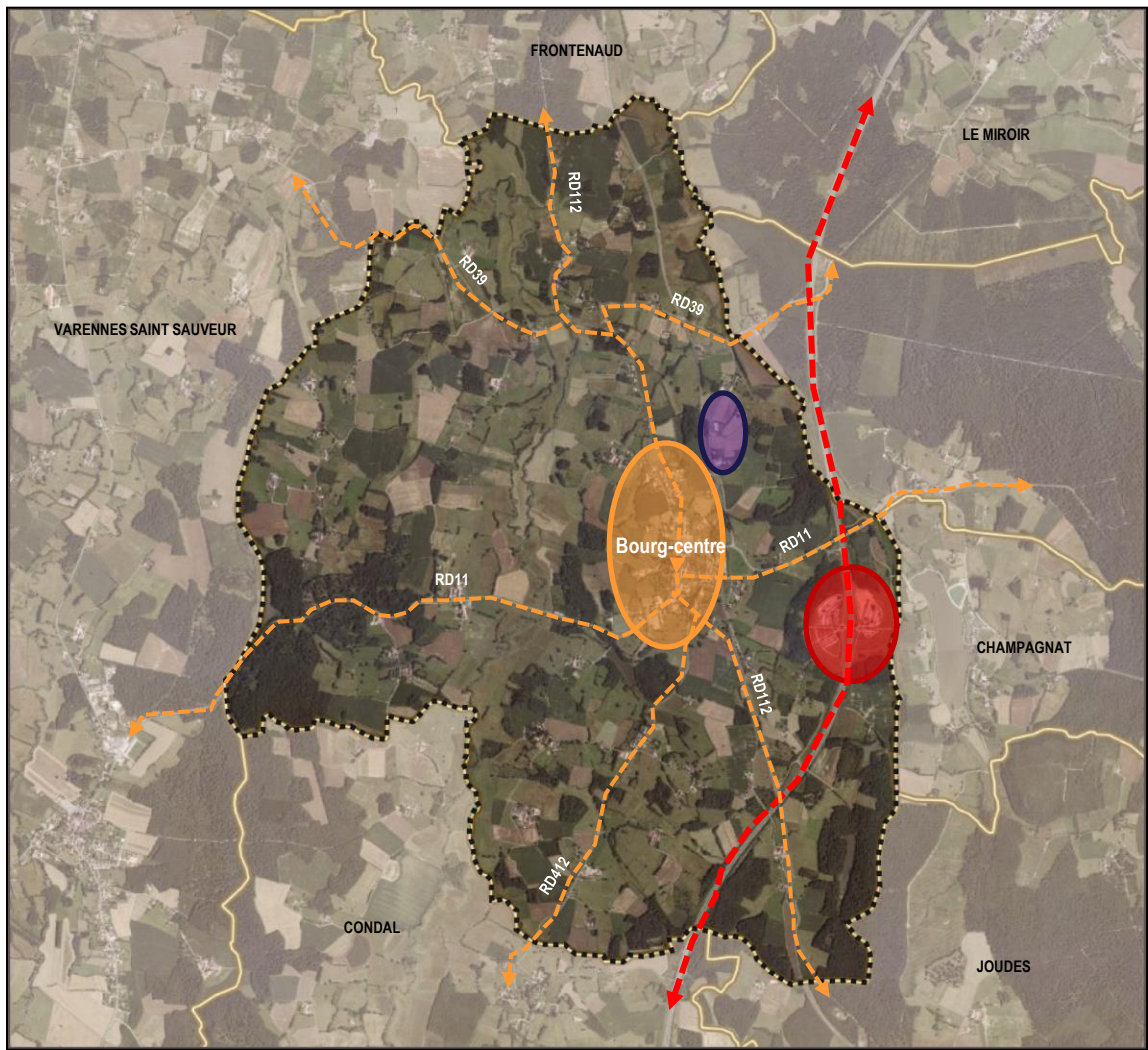 FRONTENAUD
LE MIROIR
RD112
RD39
RD39
VARENNES SAINT SAUVEUR
Bourg-centre
RD11
RD11
CHAMPAGNAT
RD112
RD412
CONDAL
JOUDES